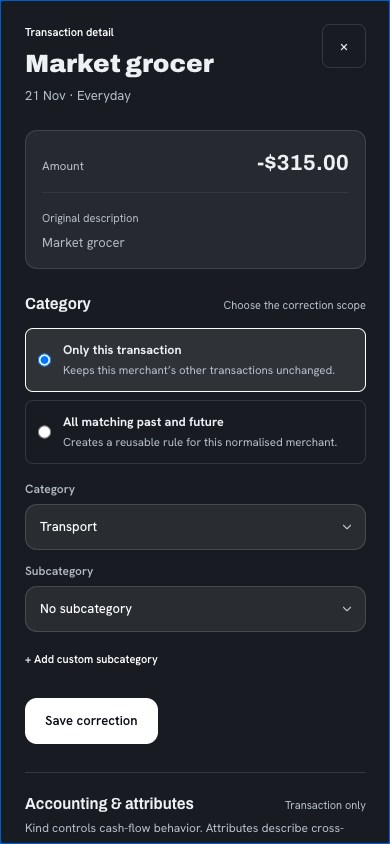 Transaction detail
Market grocer
×
21 Nov · Everyday
Amount
-$315.00
Original description
Market grocer
Category
Choose the correction scope
Only this transaction
Keeps this merchant’s other transactions unchanged.
All matching past and future
Creates a reusable rule for this normalised merchant.
Category
Transport
Subcategory
No subcategory
+ Add custom subcategory
Save correction
Accounting & attributes
Transaction only
Kind controls cash-flow behavior. Attributes describe cross-